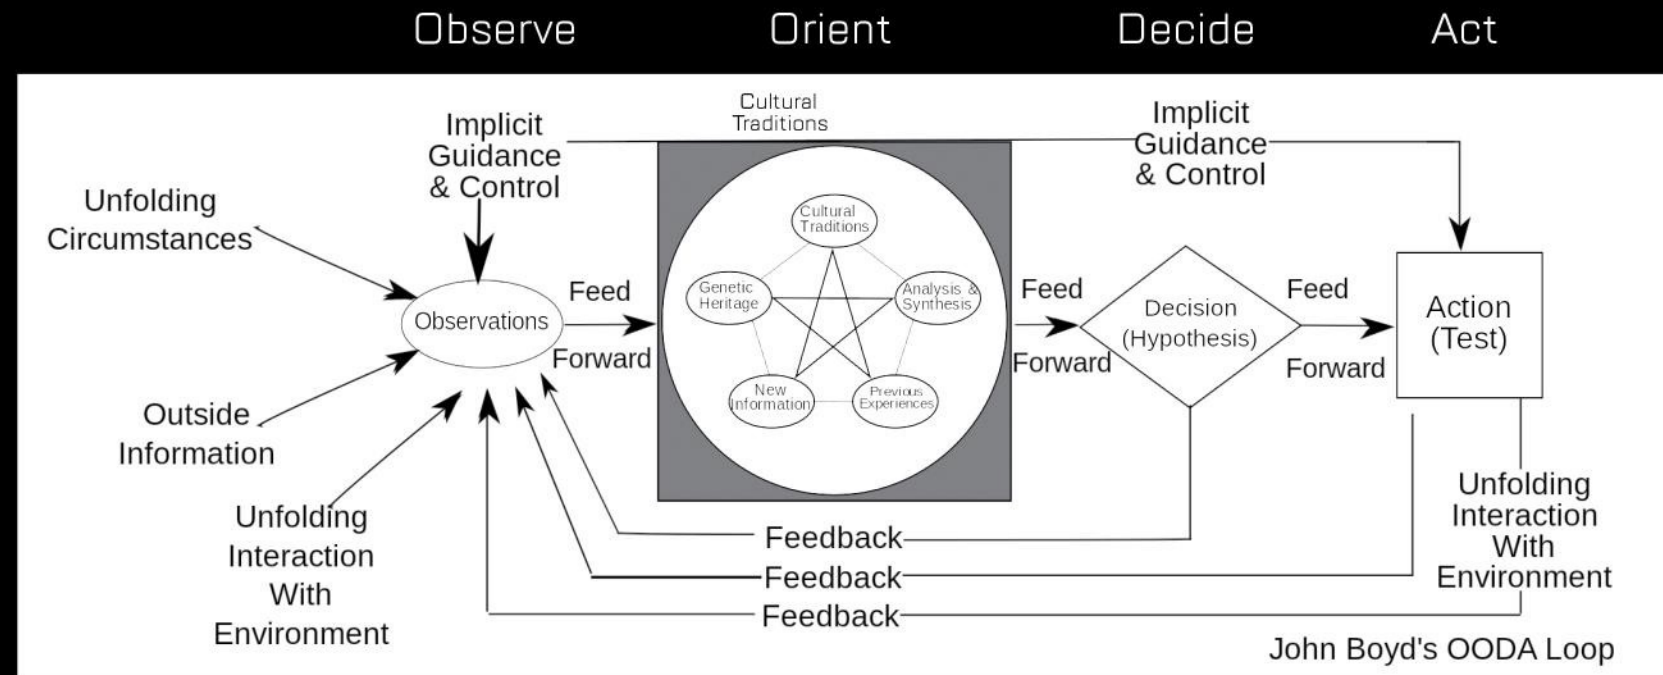 Observe
Orient
Decide
Act
Cultural
Traditions
Implicit
Guidance
& Control
Implicit
Guidance
& Control
Unfolding
Circumstances
Observations
Outside
Information
Unfolding
Interaction
With
Environment
Feed
Forward
Cultural
Traditions
Genetic
Heritage
Analysis &
Synthesis
New
Information
Previous
Experiences
Feed
Forward
Decision
(Hypothesis)
Feed
Forward
Action
(Test)
Unfolding
Interaction
With
Environment
Feedback
Feedback
Feedback
John Boyd's OODA Loop